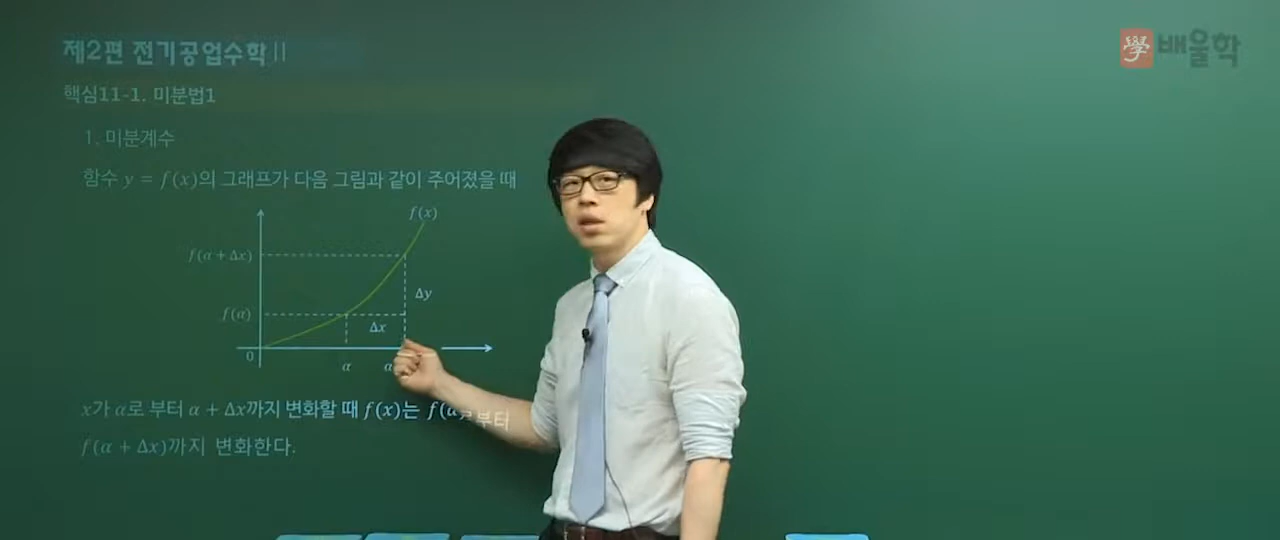 제2편 전기공업수학 II
學 배울학
핵심11-1. 미분법1
1. 미분계수
함수 y = f(x)의 그래프가 다음 그림과 같이 주어졌을 때
f(x)
f(α + Δx)
Δy
f(α)
Δx
0
α
α
x가 α로 부터 α + Δx까지 변화할 때 f(x)는 f(α)로 부터
f(α + Δx)까지 변화한다.